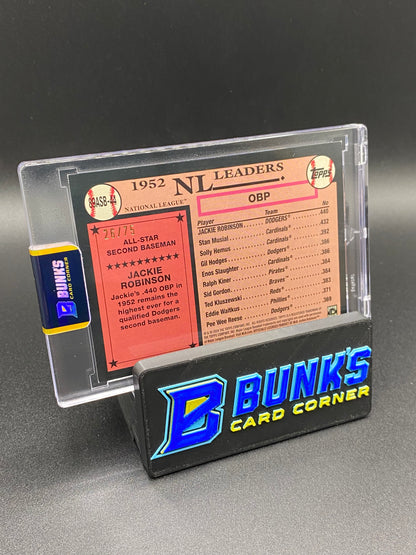 89ASB-44
1952 NL LEADERS
NATIONAL LEAGUE
Topps
OBP
26/75
ALL-STAR
SECOND BASEMAN
★★★★★★★★★★
JACKIE
ROBINSON
Jackie's .440 OBP in
1952 remains the
highest ever for a
qualified Dodgers
second baseman.
Player Team No
JACKIE ROBINSON DODGERS .440
Stan Musial Cardinals .432
Solly Hemus Cardinals .392
Gil Hodges Dodgers .386
Enos Slaughter Cardinals .386
Ralph Kiner Pirates .384
Sid Gordon Braves .384
Ted Kluszewski Reds .383
Eddie Waitkus Phillies .371
Pee Wee Reese Dodgers .369
BUNK'S
CARD CORNER
BUNK'S
CARD CORNER